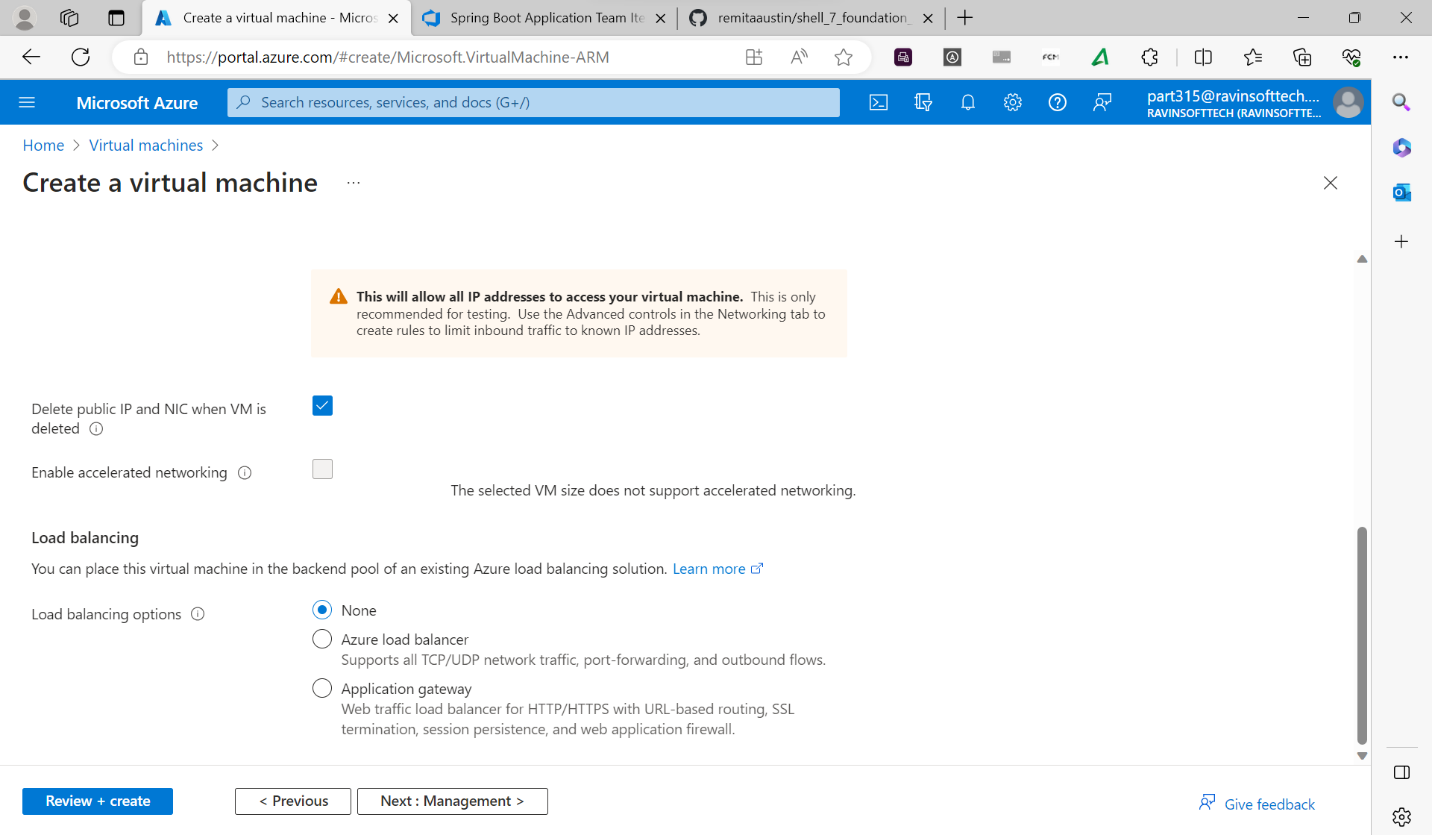 Create a virtual machine - Micros
Spring Boot Application Team Ite
remitaaustin/shell_7_foundation_
https://portal.azure.com/#create/Microsoft.VirtualMachine-ARM
FCM
Microsoft Azure
Search resources, services, and docs (G+/)
part315@ravinsofttech....
RAVINSOFTTECH (RAVINSOFTTE...
Home > Virtual machines >
Create a virtual machine ...
This will allow all IP addresses to access your virtual machine. This is only
recommended for testing. Use the Advanced controls in the Networking tab to
create rules to limit inbound traffic to known IP addresses.
Delete public IP and NIC when VM is
deleted
Enable accelerated networking
The selected VM size does not support accelerated networking.
Load balancing
You can place this virtual machine in the backend pool of an existing Azure load balancing solution. Learn more
Load balancing options
None
Azure load balancer
Supports all TCP/UDP network traffic, port-forwarding, and outbound flows.
Application gateway
Web traffic load balancer for HTTP/HTTPS with URL-based routing, SSL
termination, session persistence, and web application firewall.
Review + create
< Previous
Next : Management >
Give feedback